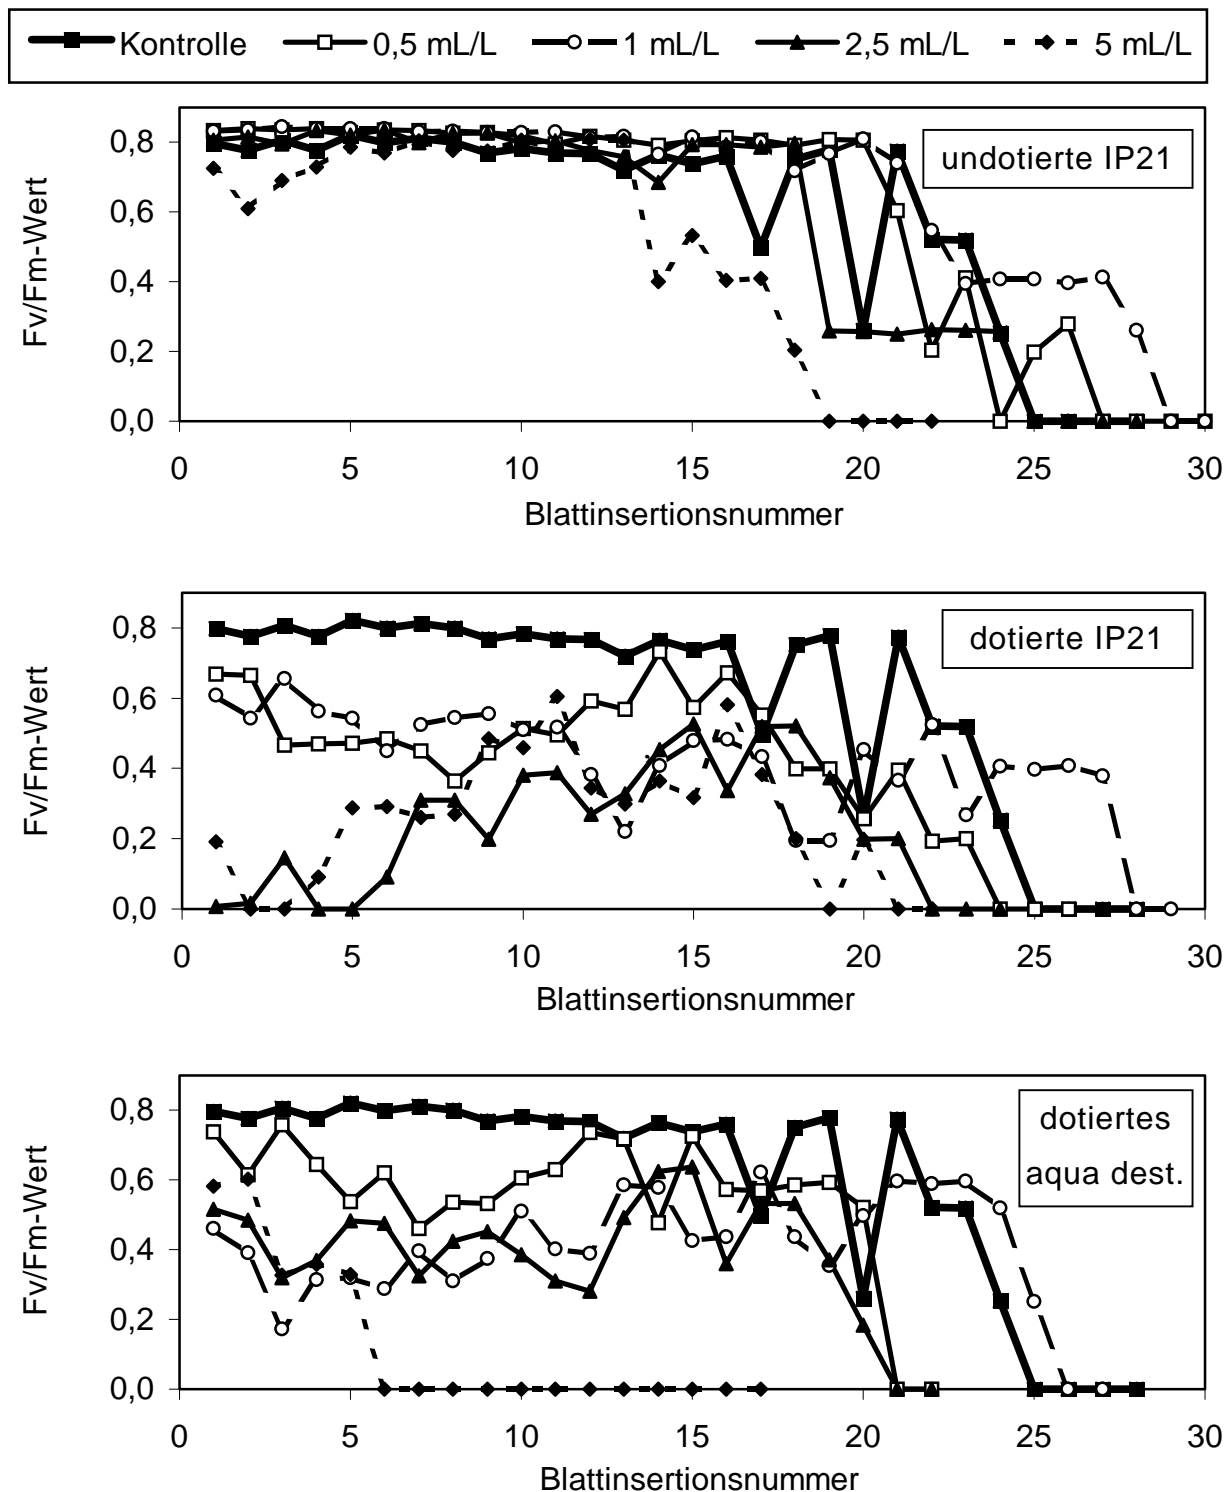 Kontrolle 0,5 mL/L 1 mL/L 2,5 mL/L 5 mL/L
undotierte IP21
Fv/Fm-Wert
0,8
0,6
0,4
0,2
0,0
0 5 10 15 20 25 30
Blattinsertionsnummer
dotierte IP21
Fv/Fm-Wert
0,8
0,6
0,4
0,2
0,0
0 5 10 15 20 25 30
Blattinsertionsnummer
dotiertes
aqua dest.
Fv/Fm-Wert
0,8
0,6
0,4
0,2
0,0
0 5 10 15 20 25 30
Blattinsertionsnummer